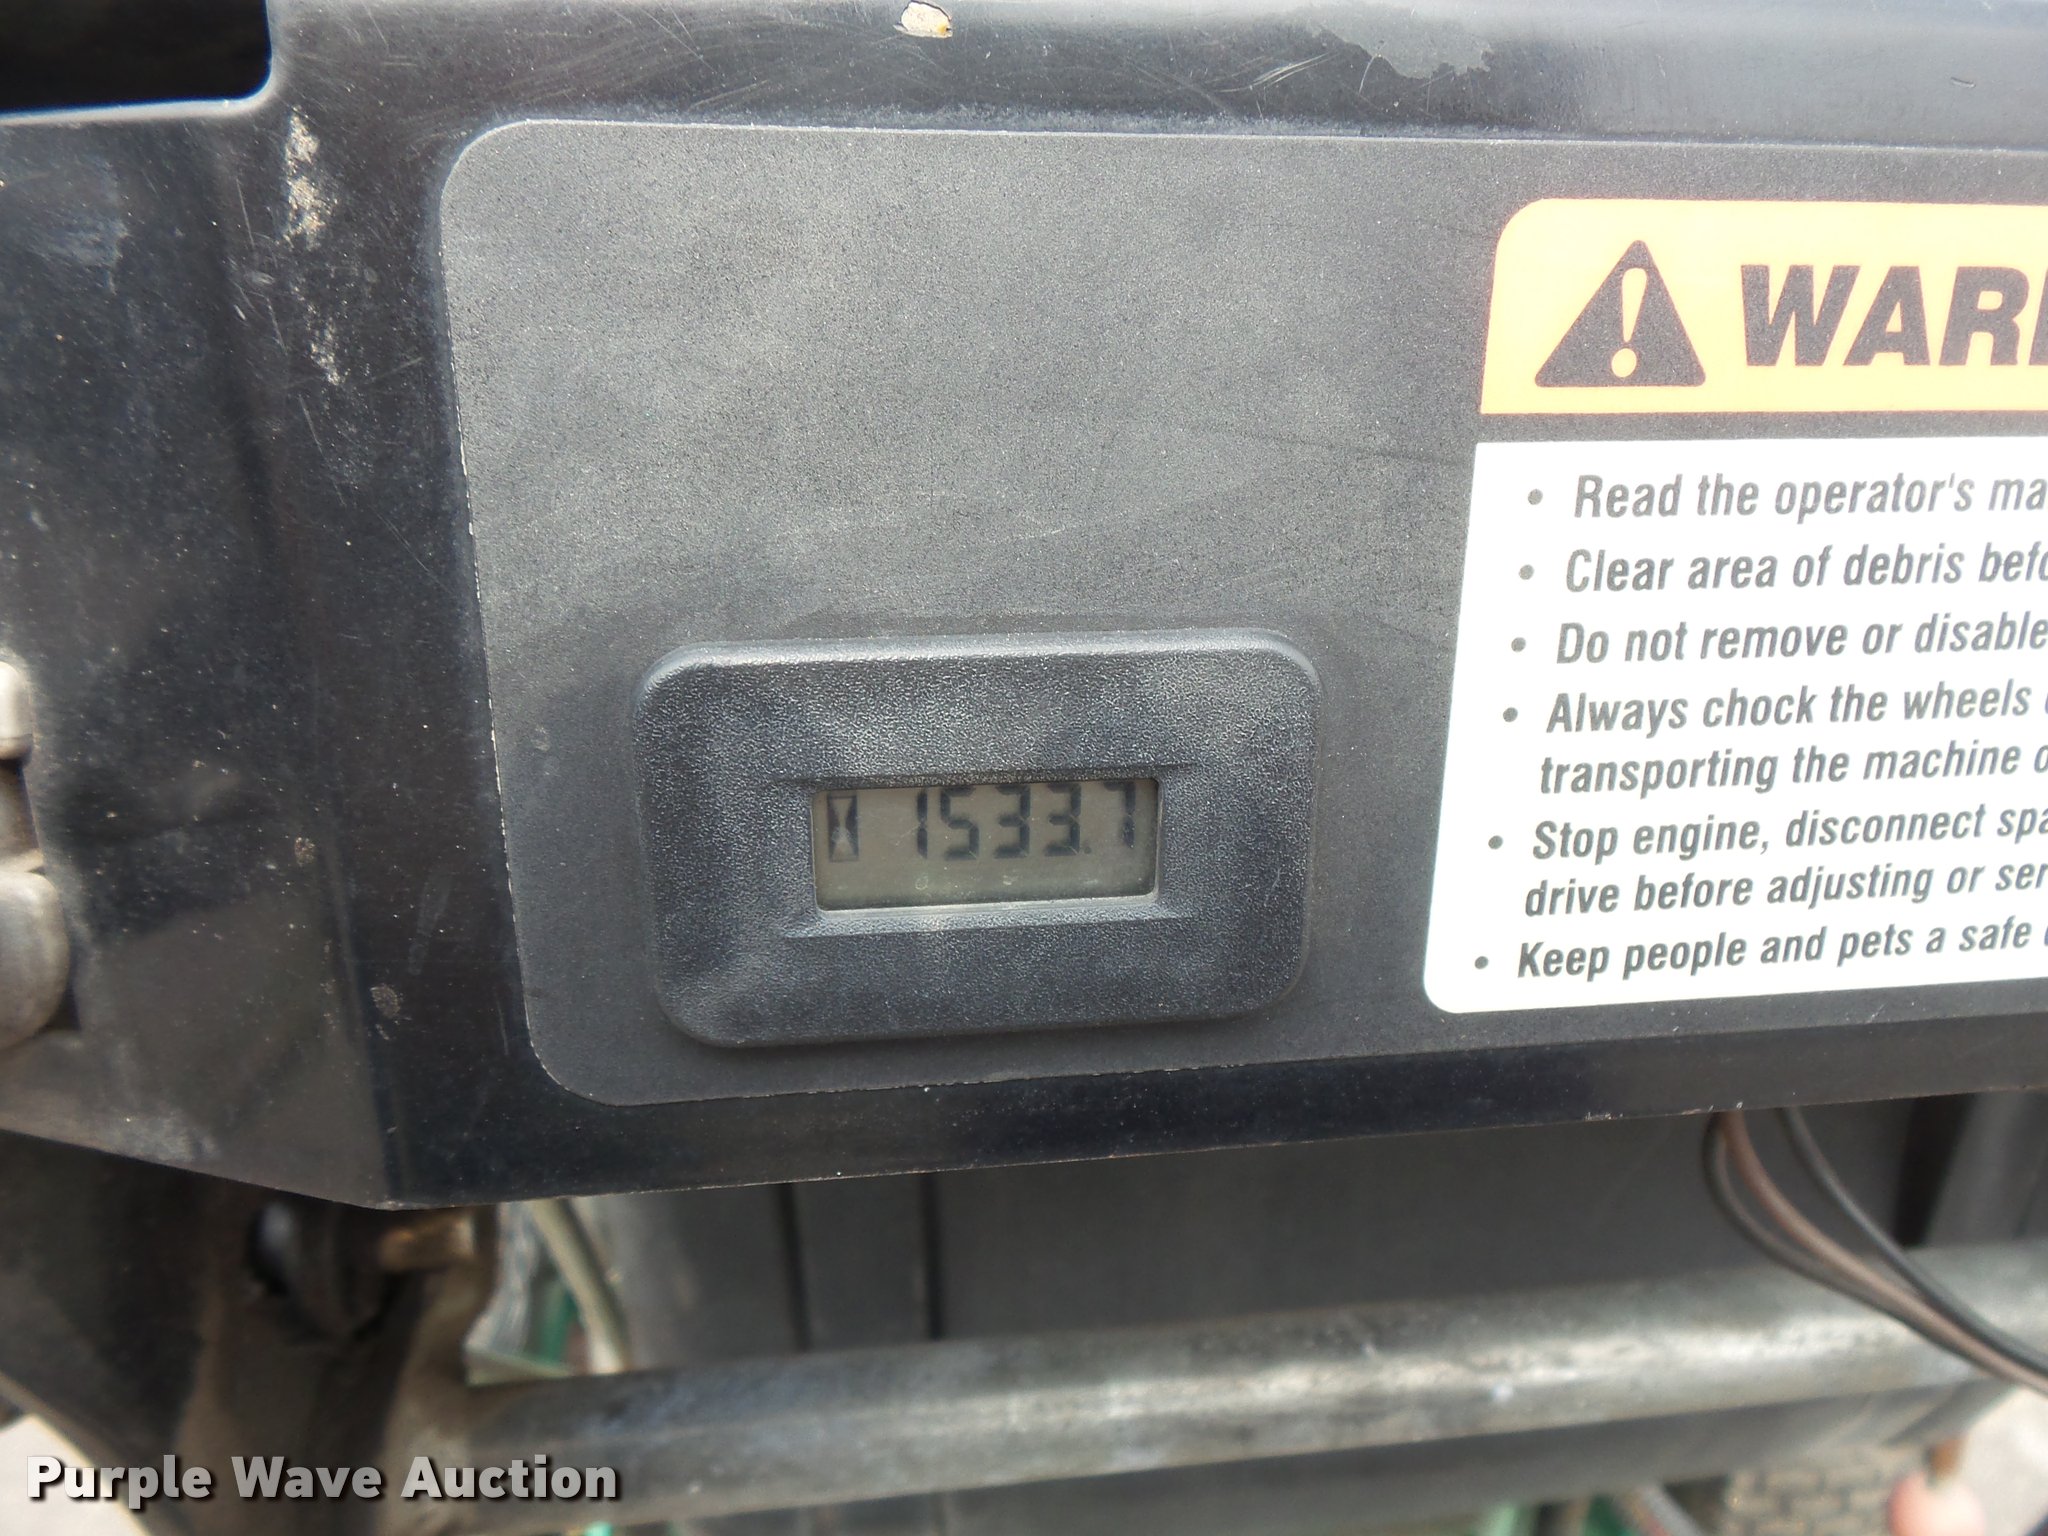 WAR
• Read the operator's ma
• Clear area of debris befo
• Do not remove or disable
• Always chock the wheels
transporting the machine o
• Stop engine, disconnect spa
drive before adjusting or ser
• Keep people and pets a safe
1533.7
Purple Wave Auction